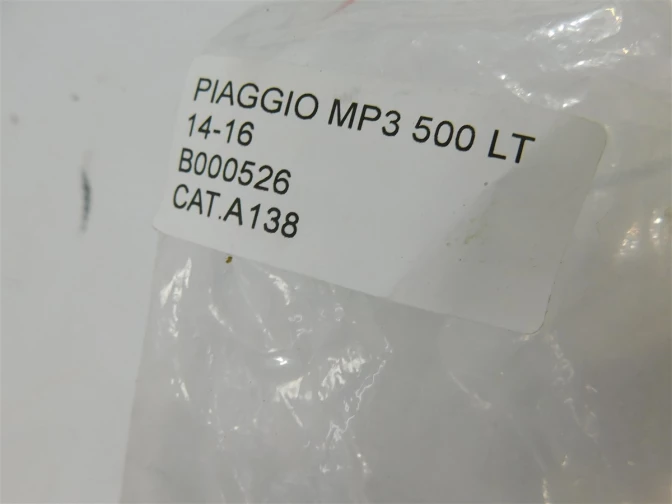 PIAGGIO MP3 500 LT
14-16
B000526
CAT.A138